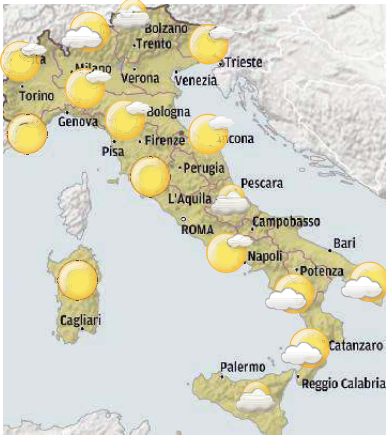 Bolzano
Trento
Trieste
Milano
Verona
Venezia
Torino
Genova
Bologna
Pisa
Firenze
Perugia
L'Aquila
Pescara
ROMA
Campobasso
Bari
Napoli
Potenza
Cagliari
Catanzaro
Palermo
Reggio Calabria